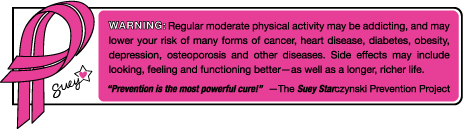 WARNING: Regular moderate physical activity may be addicting, and may
lower your risk of many forms of cancer, heart disease, diabetes, obesity,
depression, osteoporosis and other diseases. Side effects may include
looking, feeling and functioning better—as well as a longer, richer life.
Suey
"Prevention is the most powerful cure!" —The Suey Starczynski Prevention Project